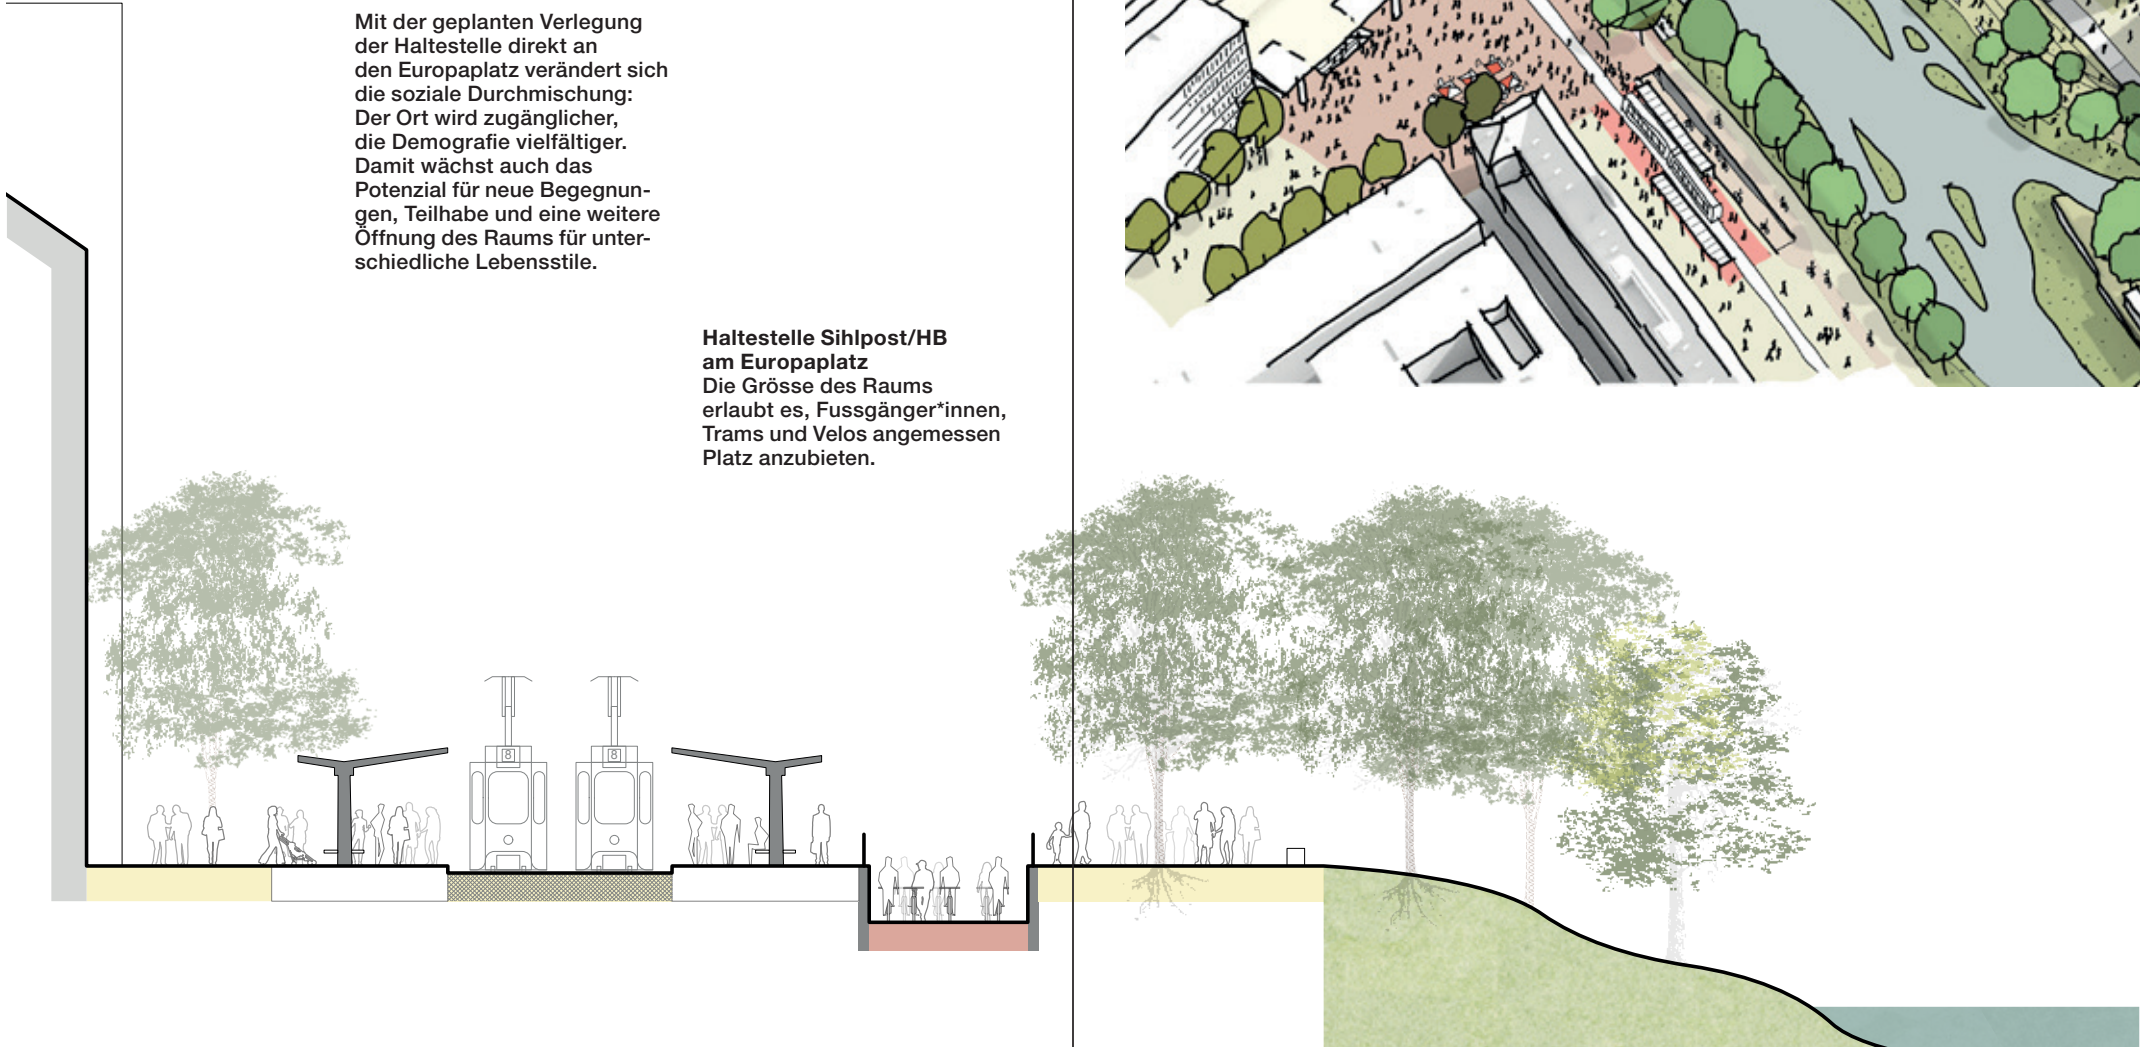 Mit der geplanten Verlegung
der Haltestelle direkt an
den Europaplatz verändert sich
die soziale Durchmischung:
Der Ort wird zugänglicher,
die Demografie vielfältiger.
Damit wächst auch das
Potenzial für neue Begegnun-
gen, Teilhabe und eine weitere
Öffnung des Raums für unter-
schiedliche Lebensstile.
Haltestelle Sihlpost/HB
am Europaplatz
Die Grösse des Raums
erlaubt es, Fussgänger*innen,
Trams und Velos angemessen
Platz anzubieten.
8
8